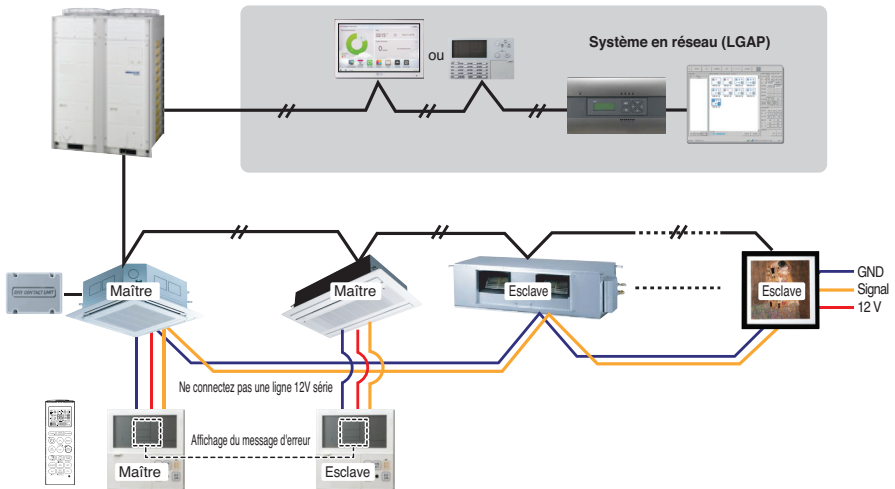 ou
Système en réseau (LGAP)
Maître
Maître
Esclave
Esclave
GND
Signal
12 V
Ne connectez pas une ligne 12V série
Affichage du message d'erreur
Maître
Esclave